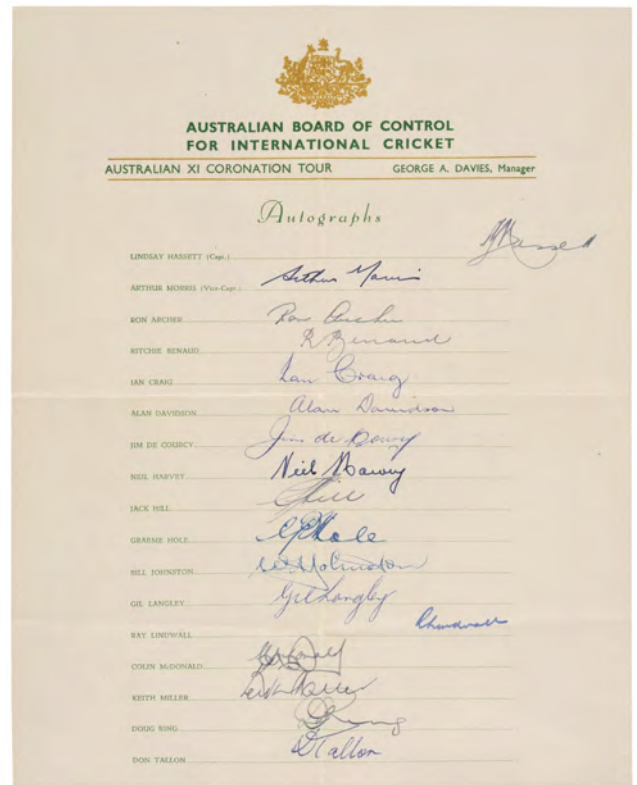 AUSTRALIAN BOARD OF CONTROL
FOR INTERNATIONAL CRICKET
AUSTRALIAN XI CORONATION TOUR GEORGE A. DAVIES, Manager
Autographs
LINDSAY HASSETT (Capt.)
ARTHUR MORRIS (Vice-Capt.) Arthur Morris
RON ARCHER Ron Archer
RITCHIE BENAUD R Benaud
IAN CRAIG Ian Craig
ALAN DAVIDSON Alan Davidson
JIM DE COURCY Jim de Courcy
NEIL HARVEY Neil Harvey
JACK HILL
GRAEME HOLE G Hole
BILL JOHNSTON
GIL LANGLEY Gil Langley
RAY LINDWALL
COLIN McDONALD
KEITH MILLER Keith Miller
DOUG RING
DON TALLON D Tallon